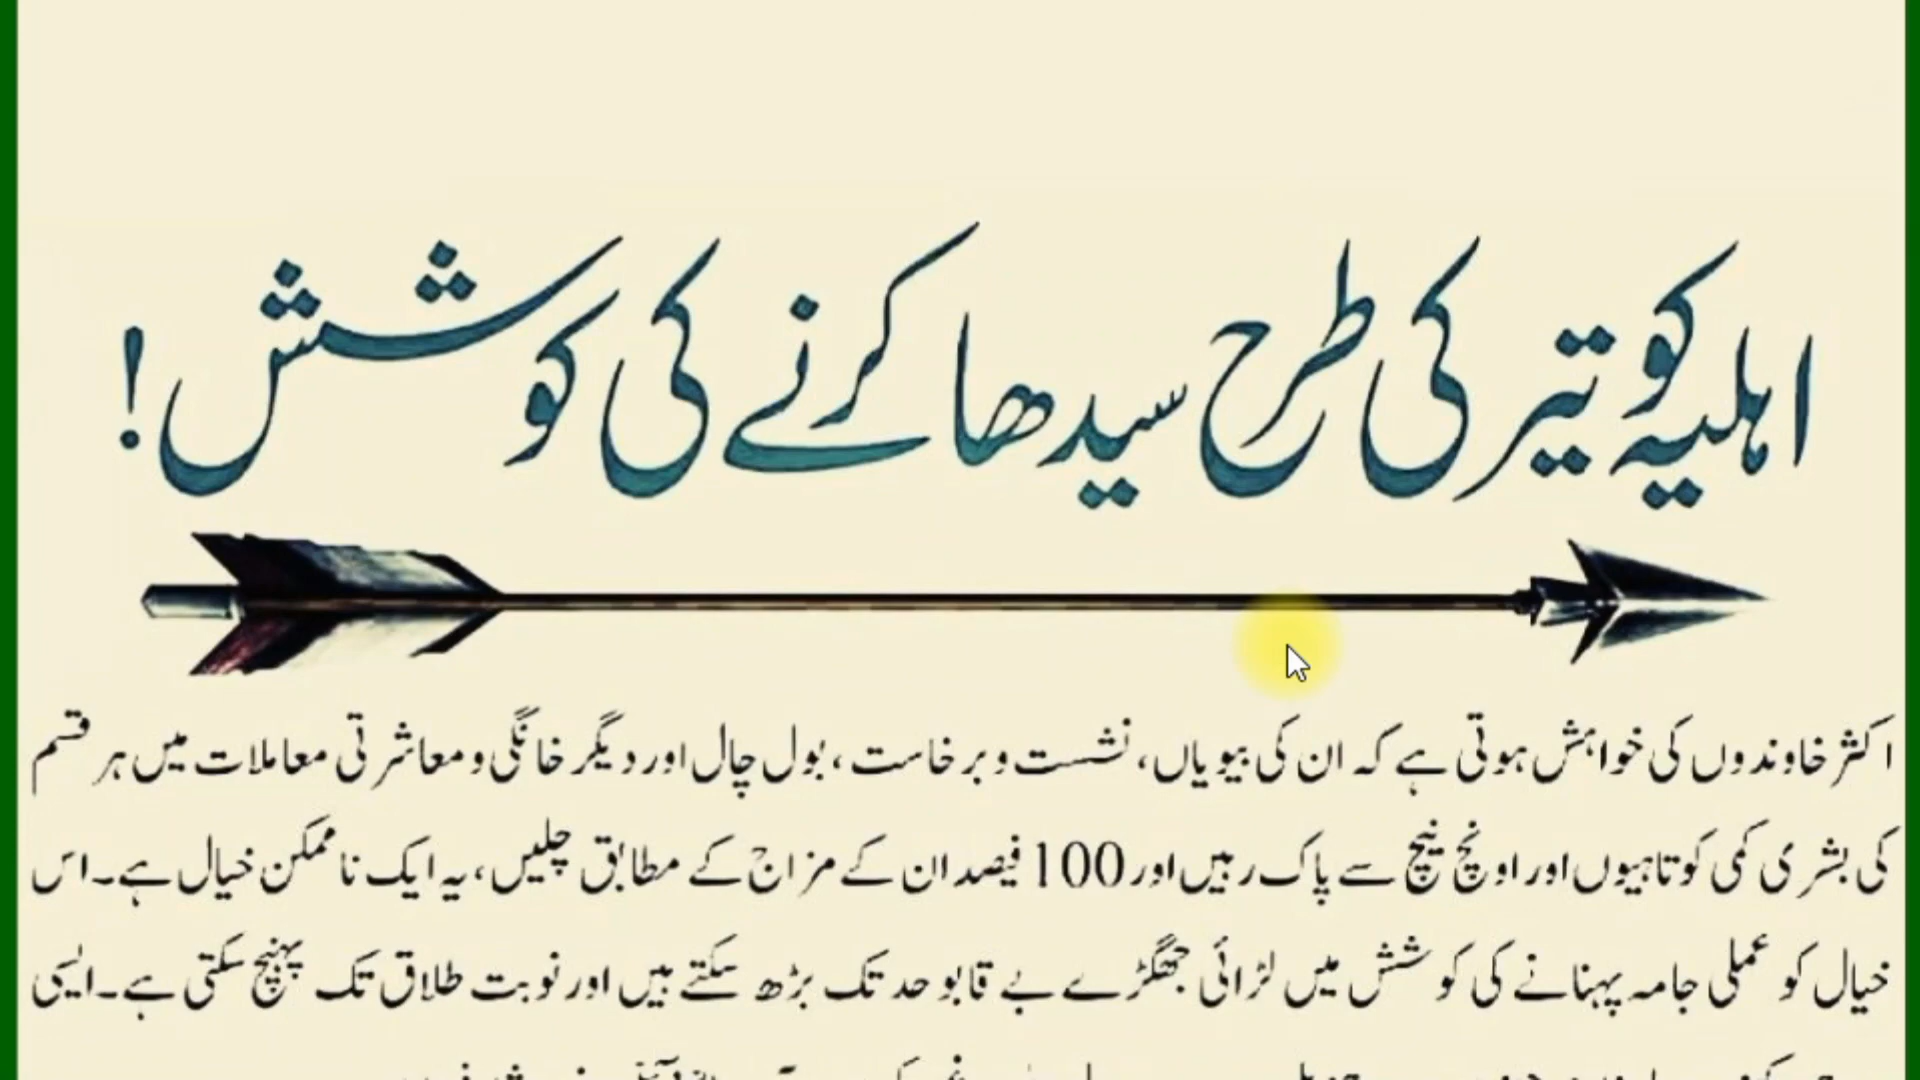 اہلیہ کو تیر کی طرح سیدھا کرنے کی کوشش!
اکثر خاوندوں کی خواہش ہوتی ہے کہ ان کی بیویاں، نشست و برخاست، بول چال اور دیگر خانگی و معاشرتی معاملات میں ہر قسم
کی بشری کمی کوتاہیوں اور اونچ نیچ سے پاک رہیں اور 100 فیصد ان کے مزاج کے مطابق چلیں، یہ ایک ناممکن خیال ہے۔ اس
خیال کو عملی جامہ پہنانے کی کوشش میں لڑائی جھگڑے بے قابو حد تک بڑھ سکتے ہیں اور نوبت طلاق تک پہنچ سکتی ہے۔ ایسی